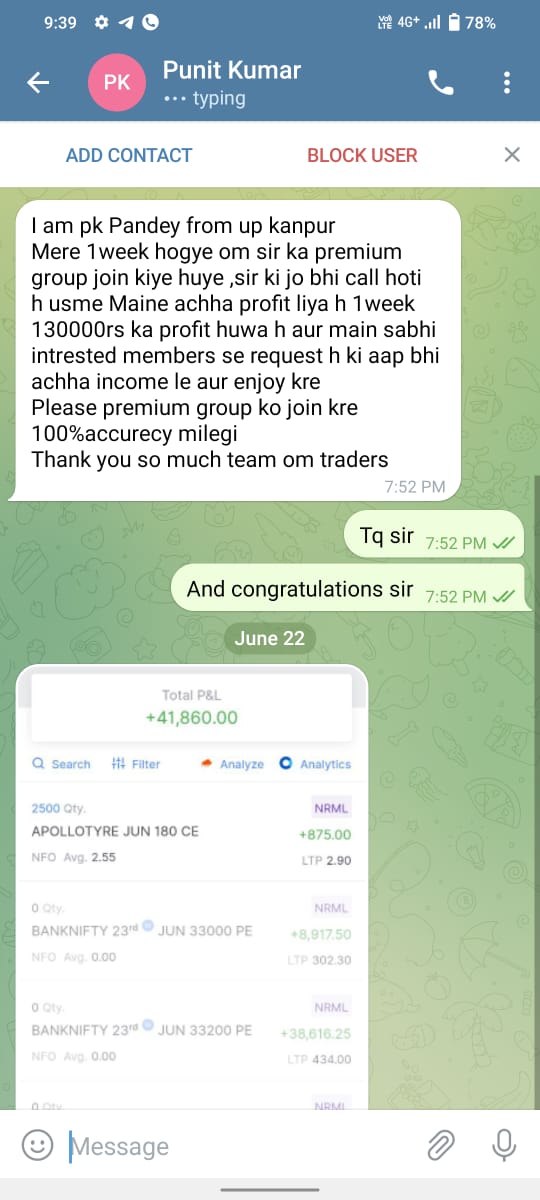 9:39
VoD LTE 4G+ 78%
PK
Punit Kumar
typing
ADD CONTACT
BLOCK USER
I am pk Pandey from up kanpur
Mere 1week hogye om sir ka premium
group join kiye huye ,sir ki jo bhi call hoti
h usme Maine achha profit liya h 1week
130000rs ka profit huwa h aur main sabhi
intrested members se request h ki aap bhi
achha income le aur enjoy kre
Please premium group ko join kre
100%accurecy milegi
Thank you so much team om traders
7:52 PM
Tq sir 7:52 PM
And congratulations sir 7:52 PM
June 22
Total P&L
+41,860.00
Search Filter Analyze Analytics
2500 Qty. NRML
APOLLOTYRE JUN 180 CE +875.00
NFO Avg. 2.55 LTP 2.90
0 Qty. NRML
BANKNIFTY 23rd JUN 33000 PE +8,917.50
NFO Avg. 0.00 LTP 302.30
0 Qty. NRML
BANKNIFTY 23rd JUN 33200 PE +38,616.25
NFO Avg. 0.00 LTP 434.00
0 Qty. NRML
Message